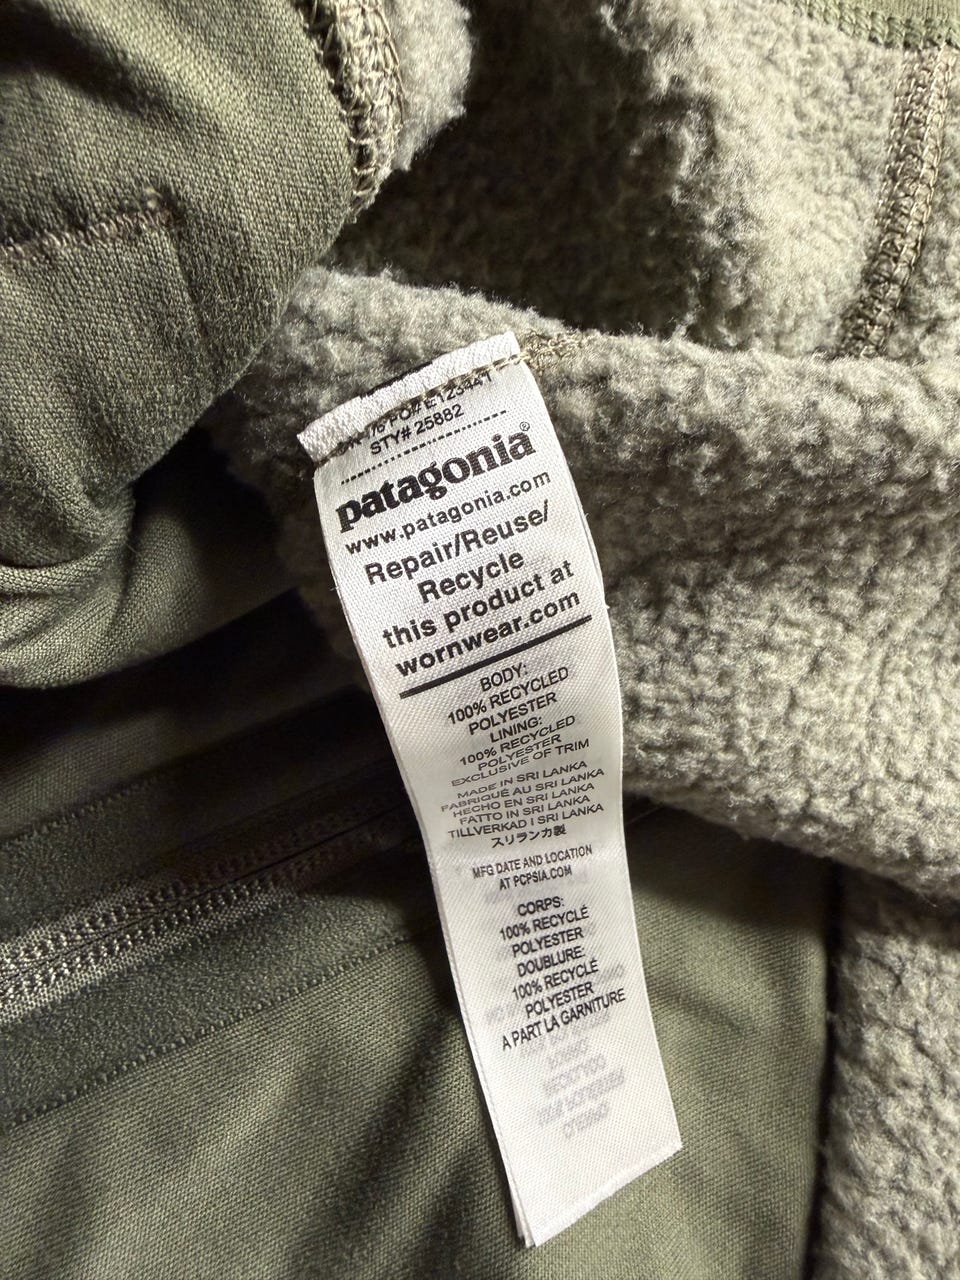 STY# 25882
patagonia®
www.patagonia.com
Repair/Reuse/
Recycle
this product at
wornwear.com
BODY:
100% RECYCLED
POLYESTER
LINING:
100% RECYCLED
POLYESTER
EXCLUSIVE OF TRIM
MADE IN SRI LANKA
FABRIQUÉ AU SRI LANKA
HECHO EN SRI LANKA
FATTO IN SRI LANKA
TILLVERKAD I SRI LANKA
スリランカ製
MFG DATE AND LOCATION
AT PCPSIA.COM
CORPS:
100% RECYCLÉ
POLYESTER
DOUBLURE:
100% RECYCLÉ
POLYESTER
A PART LA GARNITURE